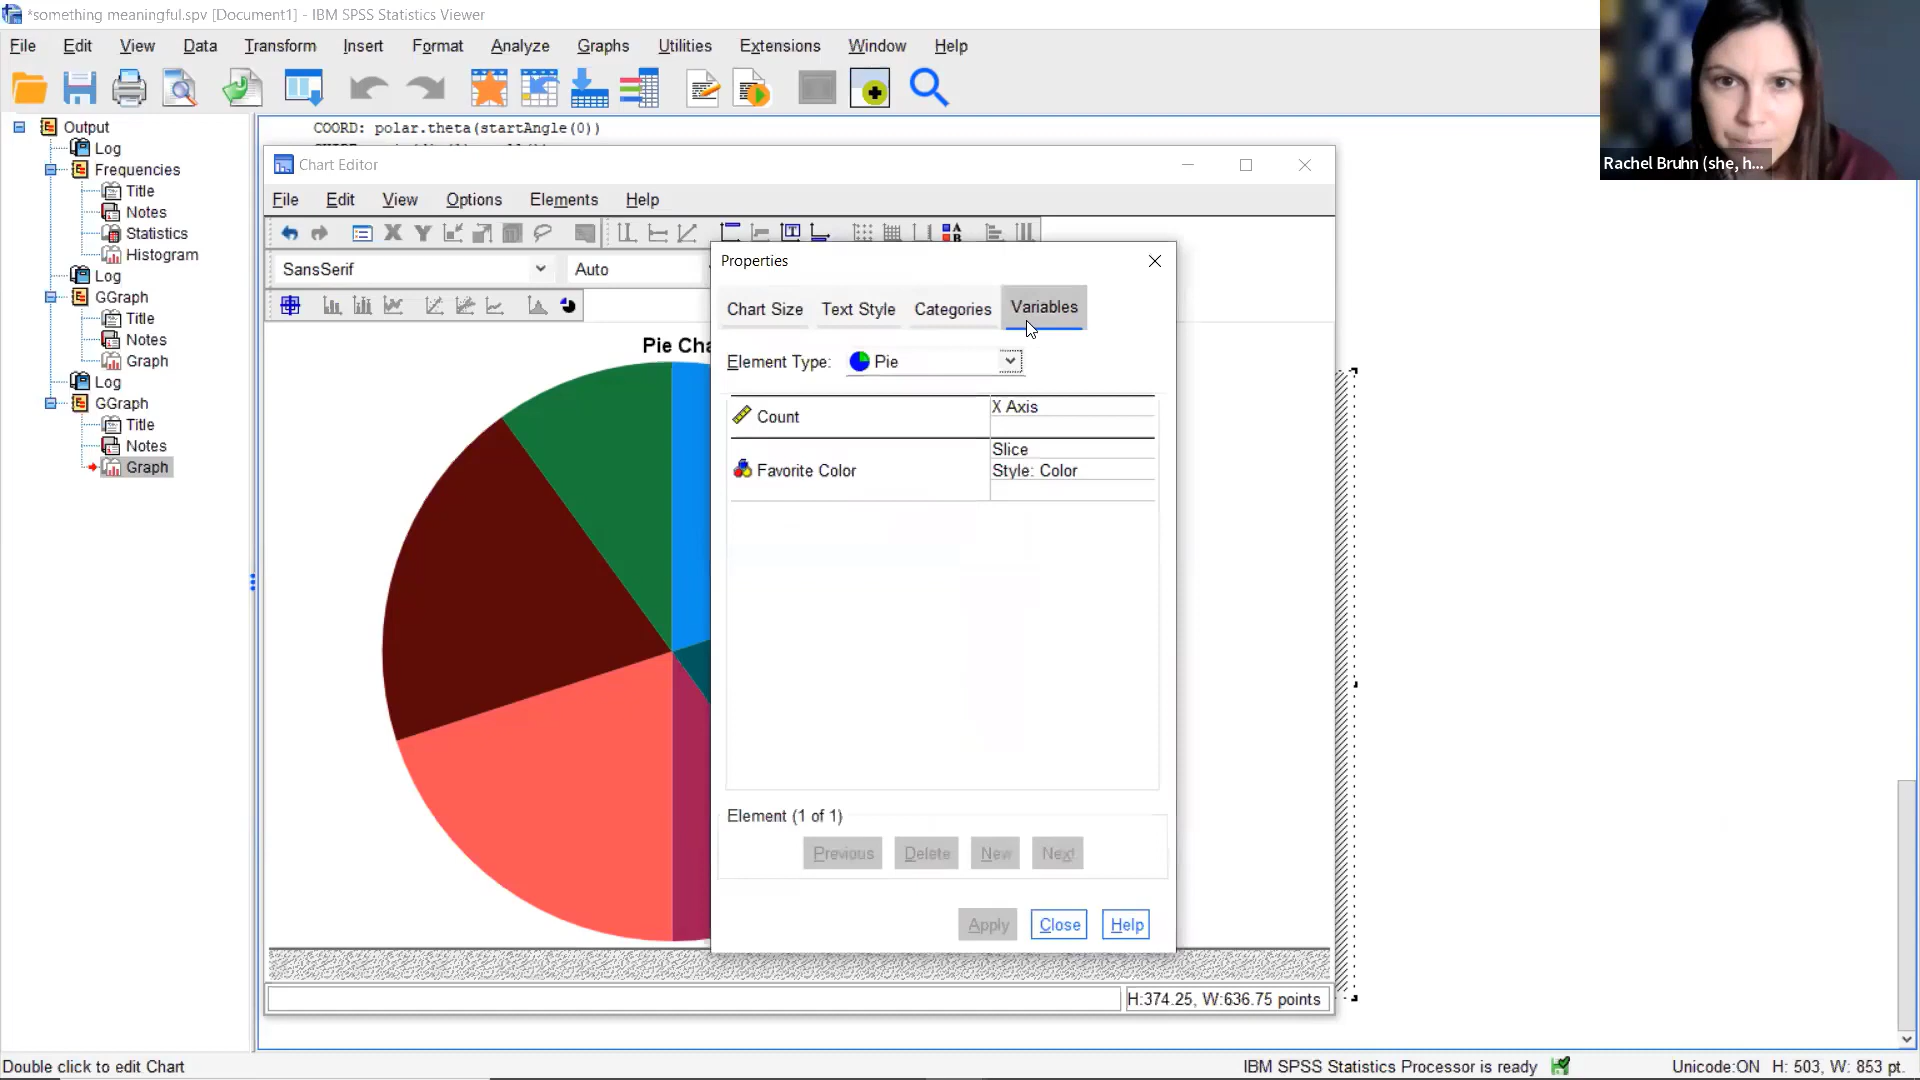 *something meaningful.spv [Document1] - IBM SPSS Statistics Viewer
File Edit View Data Transform Insert Format Analyze Graphs Utilities Extensions Window Help
Rachel Bruhn (she, h...
Output
Log
Frequencies
Title
Notes
Statistics
Histogram
Log
GGraph
Title
Notes
Graph
Log
GGraph
Title
Notes
Graph
COORD: polar.theta(startAngle(0))
Chart Editor
File Edit View Options Elements Help
SansSerif Auto
Pie Cha
Properties
Chart Size Text Style Categories Variables
Element Type: Pie
Count X Axis
Slice
Favorite Color Style: Color
Element (1 of 1)
Previous Delete New Next
Apply Close Help
H:374.25, W:636.75 points
Double click to edit Chart IBM SPSS Statistics Processor is ready Unicode:ON H: 503, W: 853 pt.